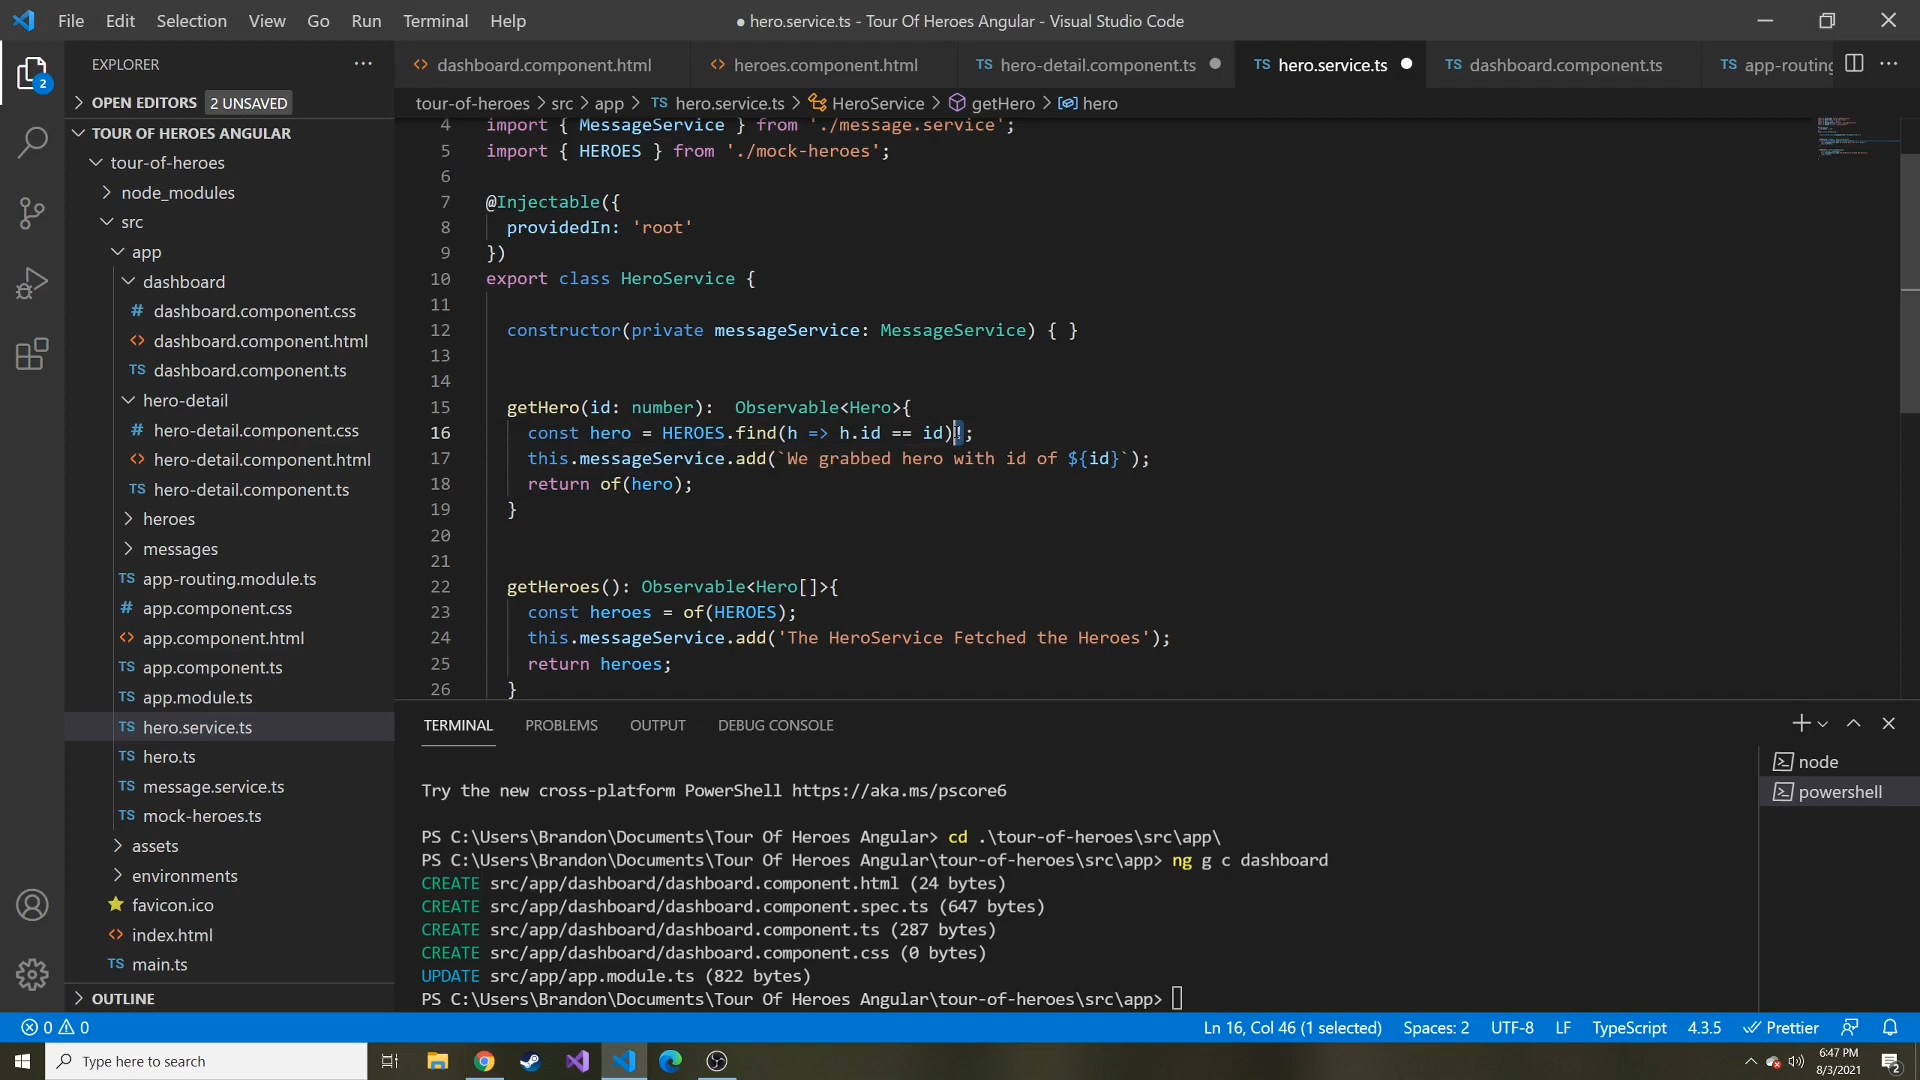 File Edit Selection View Go Run Terminal Help
● hero.service.ts - Tour Of Heroes Angular - Visual Studio Code
EXPLORER
dashboard.component.html
heroes.component.html
TS hero-detail.component.ts
TS hero.service.ts
TS dashboard.component.ts
TS app-routing
2
OPEN EDITORS 2 UNSAVED
tour-of-heroes > src > app > TS hero.service.ts > HeroService > getHero > hero
TOUR OF HEROES ANGULAR
tour-of-heroes
node_modules
src
app
dashboard
# dashboard.component.css
dashboard.component.html
TS dashboard.component.ts
hero-detail
# hero-detail.component.css
hero-detail.component.html
TS hero-detail.component.ts
heroes
messages
TS app-routing.module.ts
# app.component.css
app.component.html
TS app.component.ts
TS app.module.ts
TS hero.service.ts
TS hero.ts
TS message.service.ts
TS mock-heroes.ts
assets
environments
favicon.ico
index.html
TS main.ts
OUTLINE
4 import { MessageService } from './message.service';
5 import { HEROES } from './mock-heroes';
6
7 @Injectable({
8 providedIn: 'root'
9 })
10 export class HeroService {
11
12 constructor(private messageService: MessageService) { }
13
14
15 getHero(id: number):  Observable<Hero>{
16 const hero = HEROES.find(h => h.id == id)!;
17 this.messageService.add(`We grabbed hero with id of ${id}`);
18 return of(hero);
19 }
20
21
22 getHeroes(): Observable<Hero[]>{
23 const heroes = of(HEROES);
24 this.messageService.add('The HeroService Fetched the Heroes');
25 return heroes;
26 }
TERMINAL PROBLEMS OUTPUT DEBUG CONSOLE
node
powershell
Try the new cross-platform PowerShell https://aka.ms/pscore6
PS C:\Users\Brandon\Documents\Tour Of Heroes Angular> cd .\tour-of-heroes\src\app\
PS C:\Users\Brandon\Documents\Tour Of Heroes Angular\tour-of-heroes\src\app> ng g c dashboard
CREATE src/app/dashboard/dashboard.component.html (24 bytes)
CREATE src/app/dashboard/dashboard.component.spec.ts (647 bytes)
CREATE src/app/dashboard/dashboard.component.ts (287 bytes)
CREATE src/app/dashboard/dashboard.component.css (0 bytes)
UPDATE src/app/app.module.ts (822 bytes)
PS C:\Users\Brandon\Documents\Tour Of Heroes Angular\tour-of-heroes\src\app>
0 0
Ln 16, Col 46 (1 selected) Spaces: 2 UTF-8 LF TypeScript 4.3.5 Prettier
Type here to search
6:47 PM
8/3/2021
2